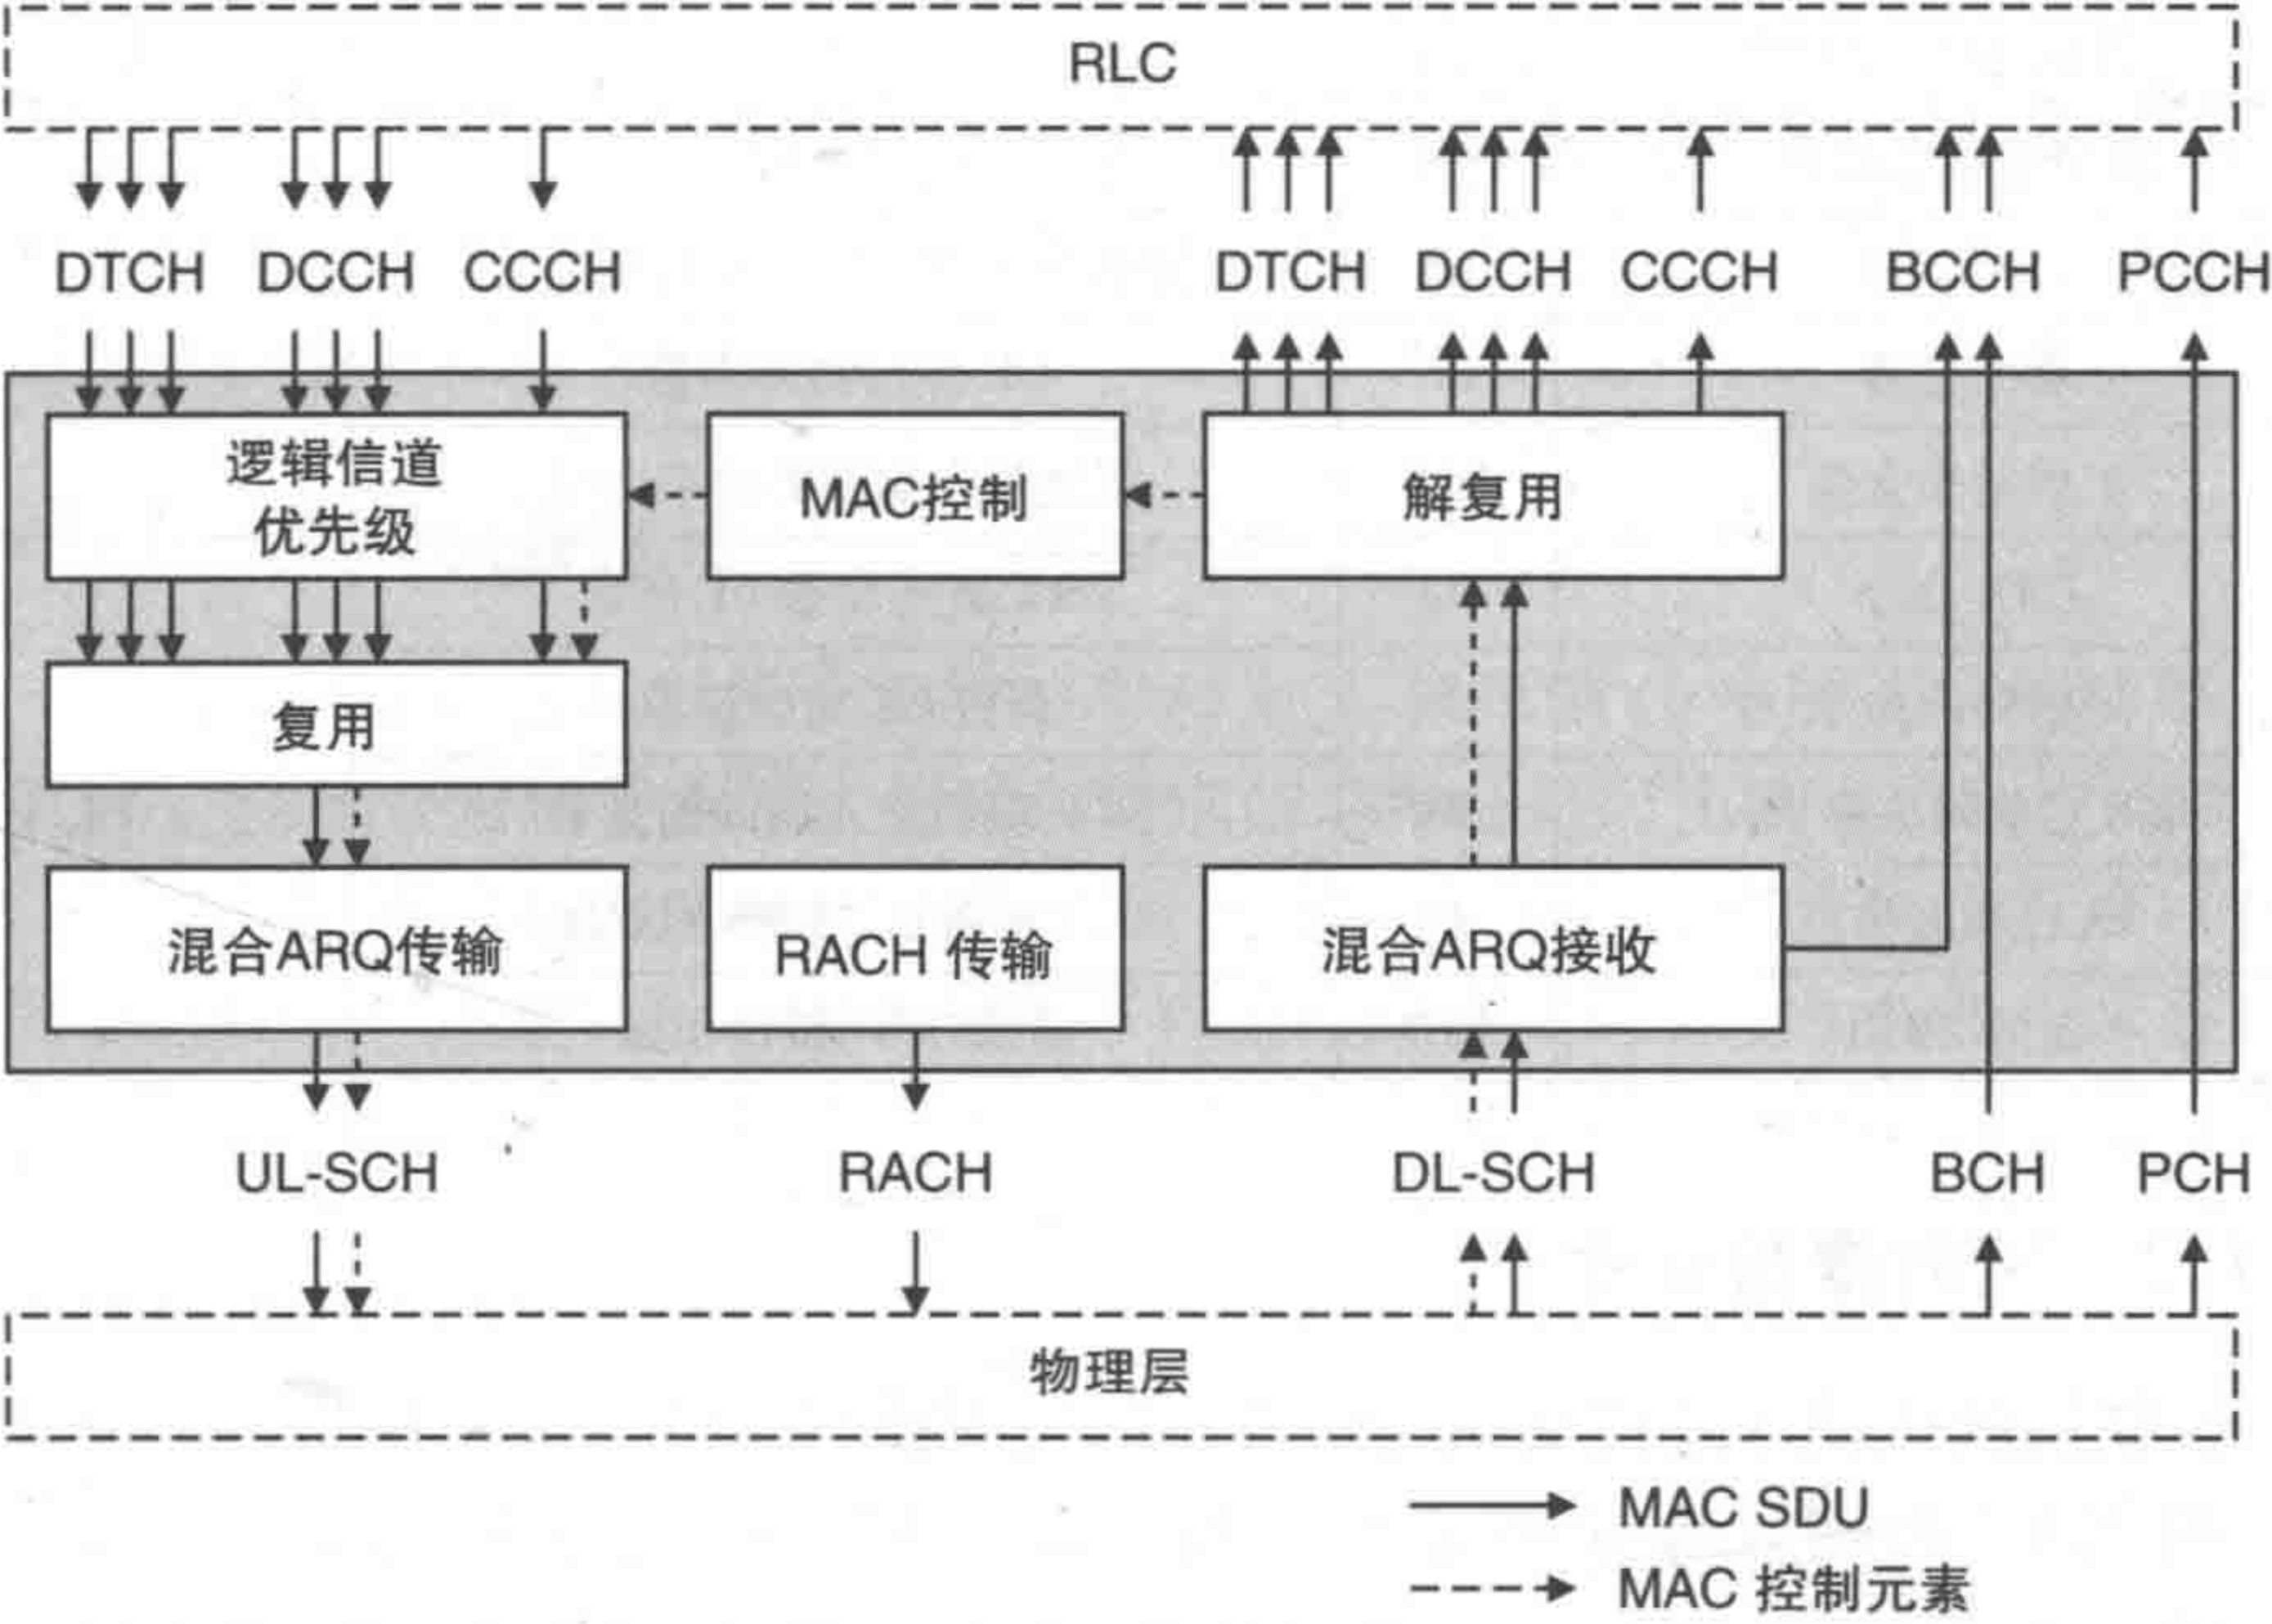 RLC
DTCH DCCH CCCH DTCH DCCH CCCH BCCH PCCH
逻辑信道
优先级
MAC控制
解复用
复用
混合ARQ传输
RACH 传输
混合ARQ接收
UL-SCH RACH DL-SCH BCH PCH
物理层
MAC SDU
MAC 控制元素